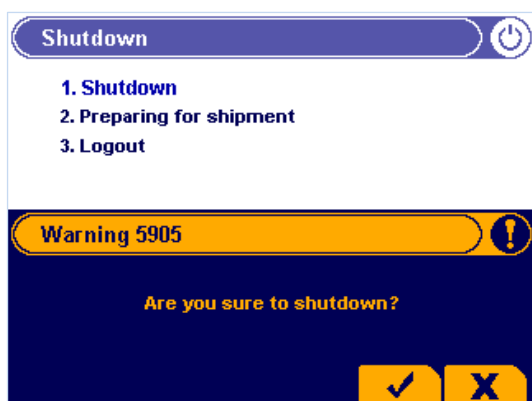 Shutdown
1. Shutdown
2. Preparing for shipment
3. Logout
Warning 5905
Are you sure to shutdown?